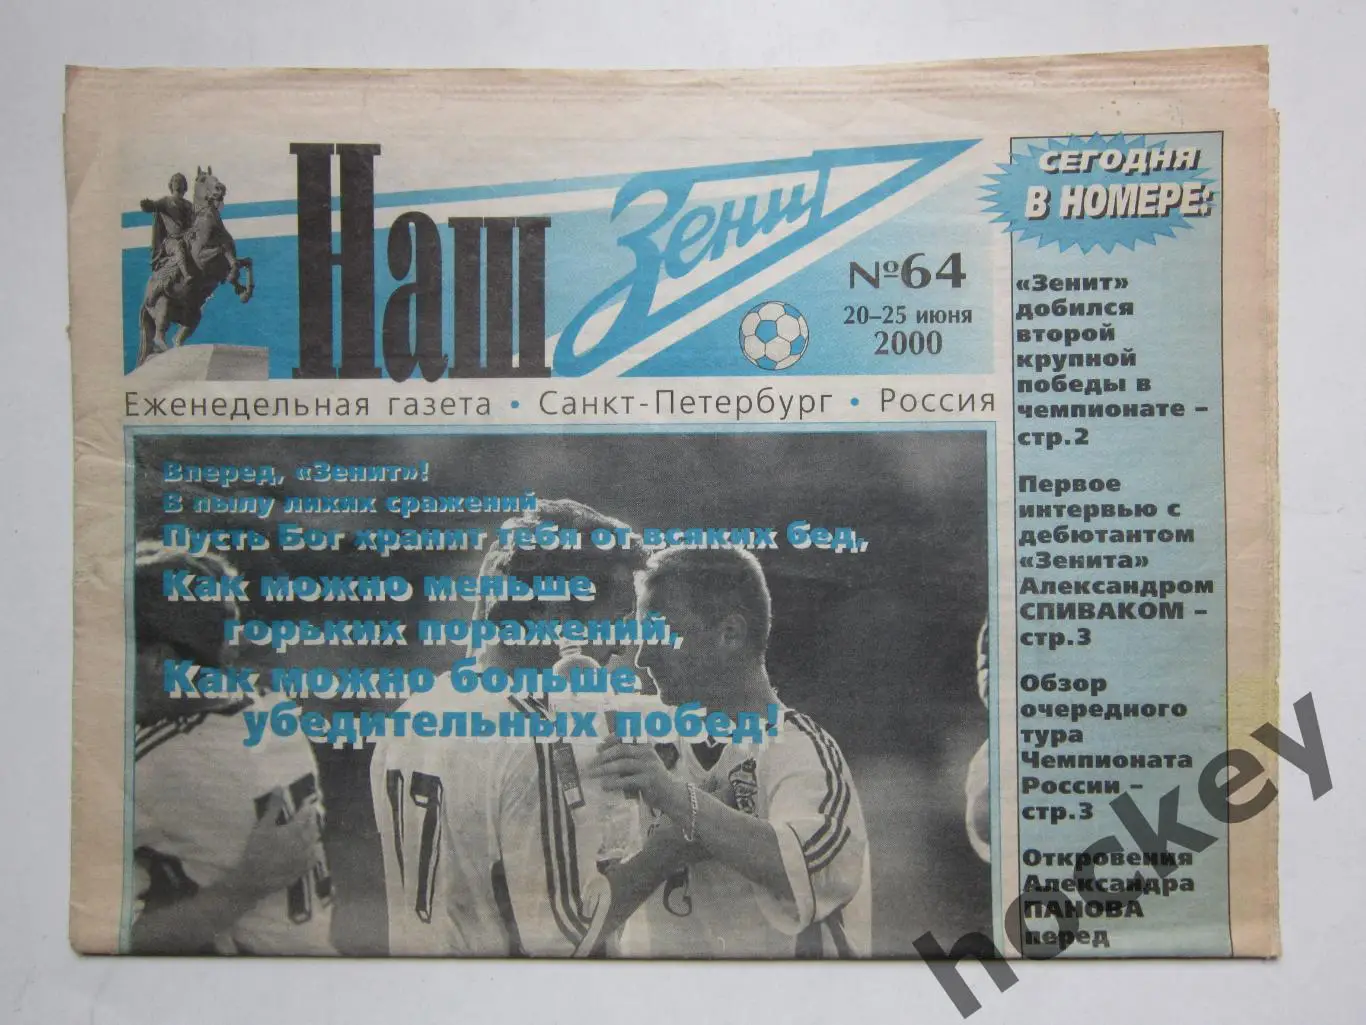 Наш Зенит
№64
20–25 июня
2000
Еженедельная газета • Санкт-Петербург • Россия
Вперед, «Зенит»!
В пылу лихих сражений
Пусть Бог хранит тебя от всяких бед,
Как можно меньше
горьких поражений,
Как можно больше
убедительных побед!
17
СЕГОДНЯ
В НОМЕРЕ:
«Зенит»
добился
второй
крупной
победы в
чемпионате –
стр.2
Первое
интервью с
дебютантом
«Зенита»
Александром
СПИВАКОМ –
стр.3
Обзор
очередного
тура
Чемпионата
России –
стр.3
Откровения
Александра
ПАНОВА
перед
hockey